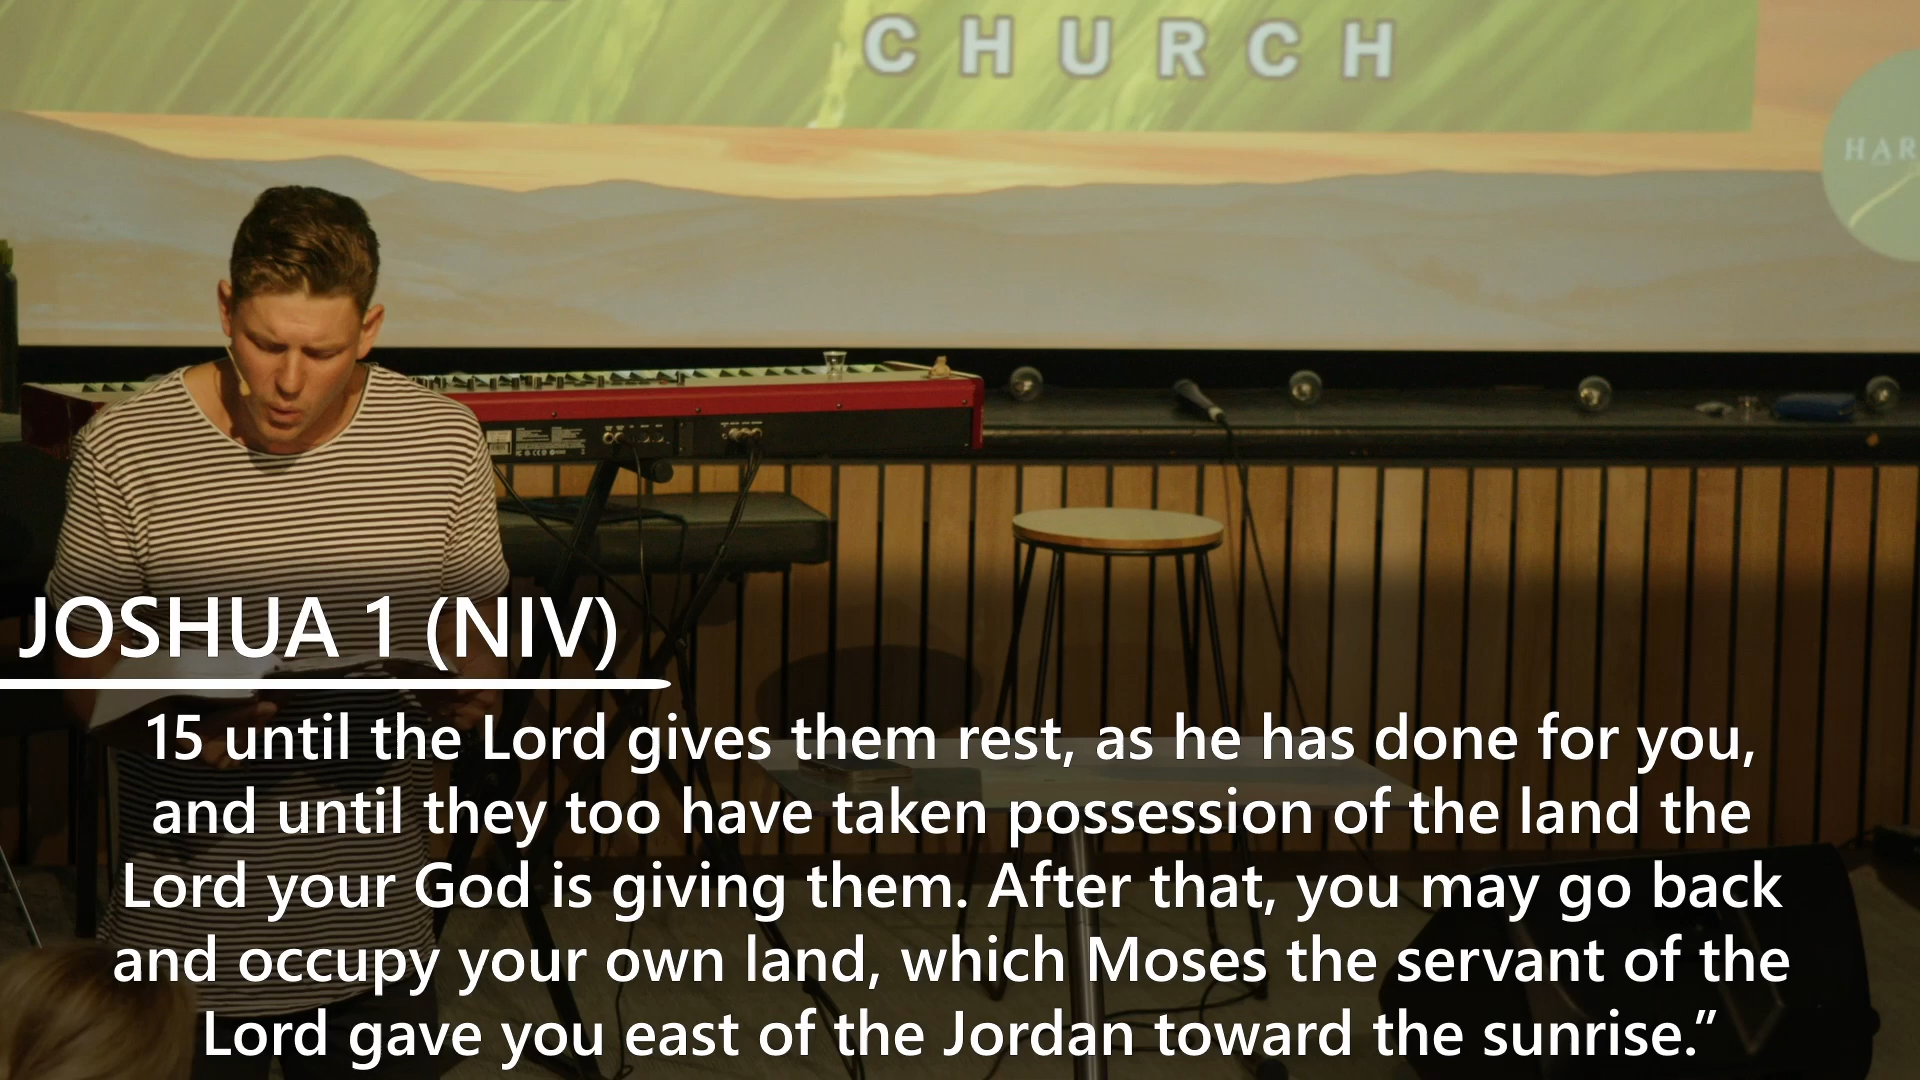 CHURCH
HAR
JOSHUA 1 (NIV)
15 until the Lord gives them rest, as he has done for you,
and until they too have taken possession of the land the
Lord your God is giving them. After that, you may go back
and occupy your own land, which Moses the servant of the
Lord gave you east of the Jordan toward the sunrise.”